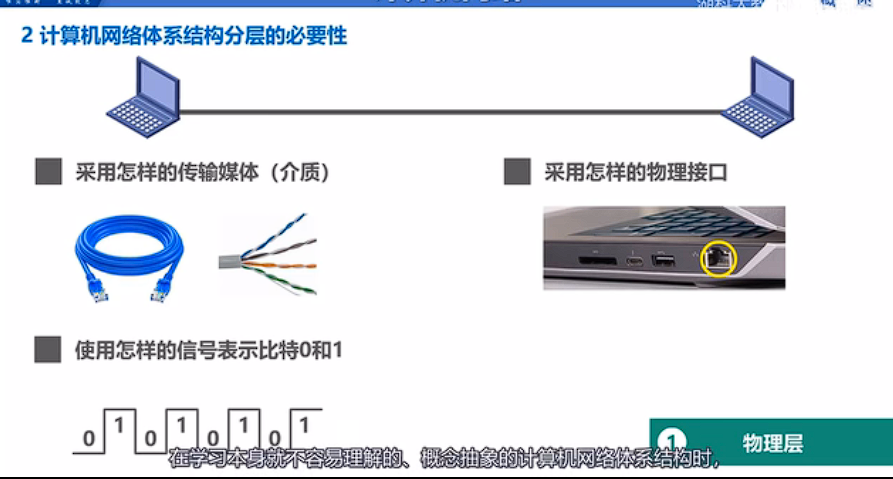 2 计算机网络体系结构分层的必要性
采用怎样的传输媒体（介质）
采用怎样的物理接口
使用怎样的信号表示比特0和1
0 1 0 1 0 1 0 1
1 物理层
在学习本身就不容易理解的、概念抽象的计算机网络体系结构时，